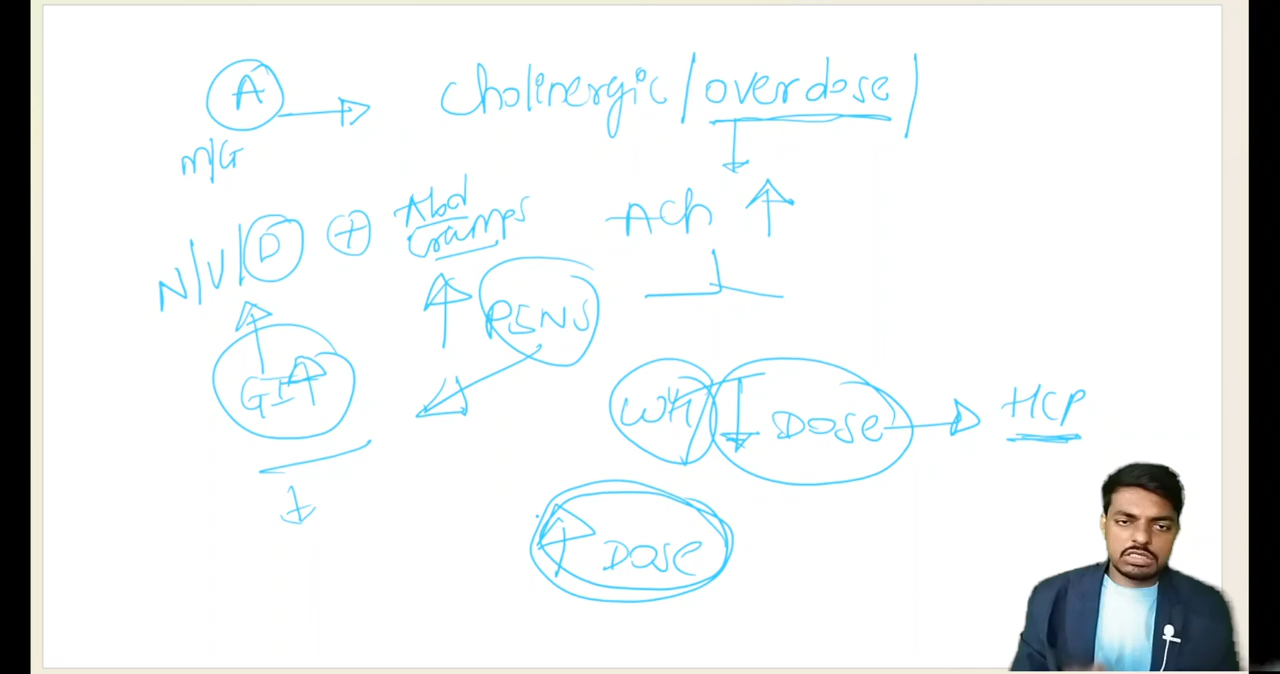 A → cholinergic / overdose /
M/G
↓
N/V/D + Abd cramps
ACh ↑
↑ PSNS
GIT ↑
WH/ ↓ DOSE → HCP
↑ DOSE